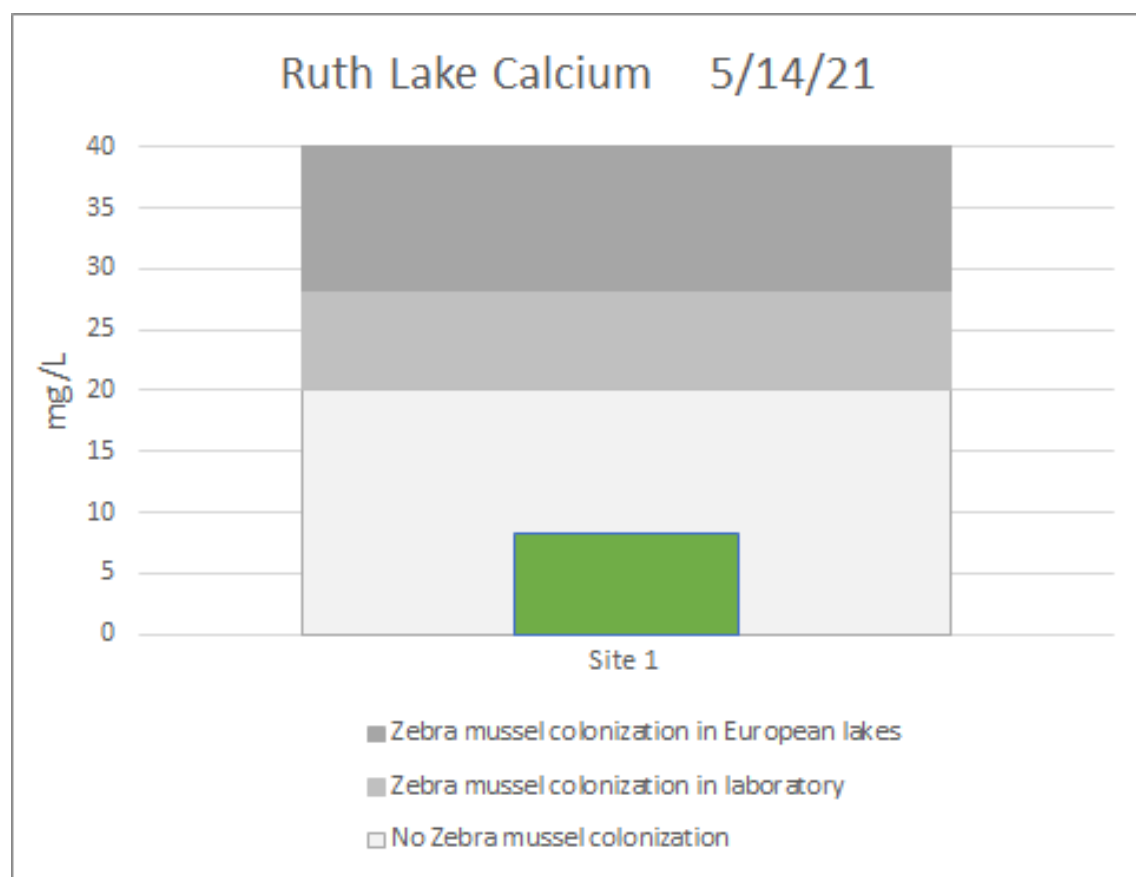 Ruth Lake Calcium 5/14/21
40
35
30
25
20
15
10
5
0
mg/L
Site 1
Zebra mussel colonization in European lakes
Zebra mussel colonization in laboratory
No Zebra mussel colonization